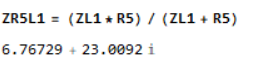 ZR5L1 = (ZL1 * R5) / (ZL1 + R5)
6.76729 + 23.0092 i